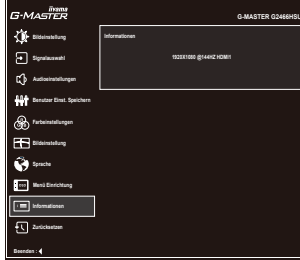 iiyama
G-MASTER
G-MASTER G2466HSU
Bildeinstellung
Informationen
Signalauswahl
1920X1080 @144HZ HDMI1
Audioeinstellungen
Benutzer Einst. Speichern
Farbeinstellungen
Bildeinstellung
Sprache
Menü Einrichtung
Informationen
Zurücksetzen
Beenden :